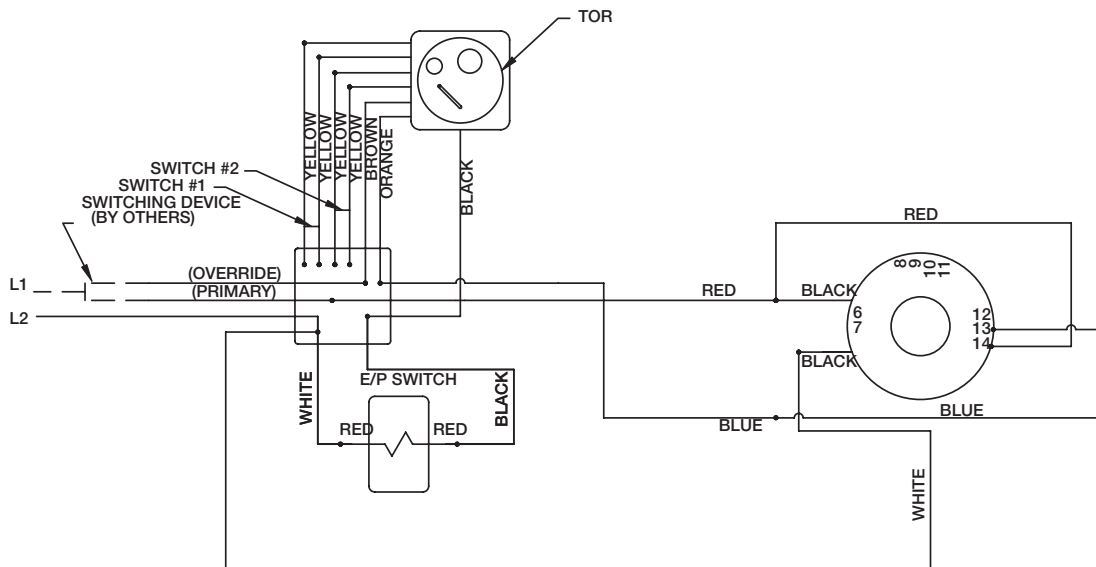 TOR
YELLOW
YELLOW
YELLOW
YELLOW
BROWN
ORANGE
BLACK
SWITCH #2
SWITCH #1
SWITCHING DEVICE
(BY OTHERS)
L1
(OVERRIDE)
(PRIMARY)
L2
RED
RED
BLACK
8
9
10
11
6
7
12
13
14
BLACK
WHITE
E/P SWITCH
BLACK
RED
RED
BLUE
BLUE
WHITE